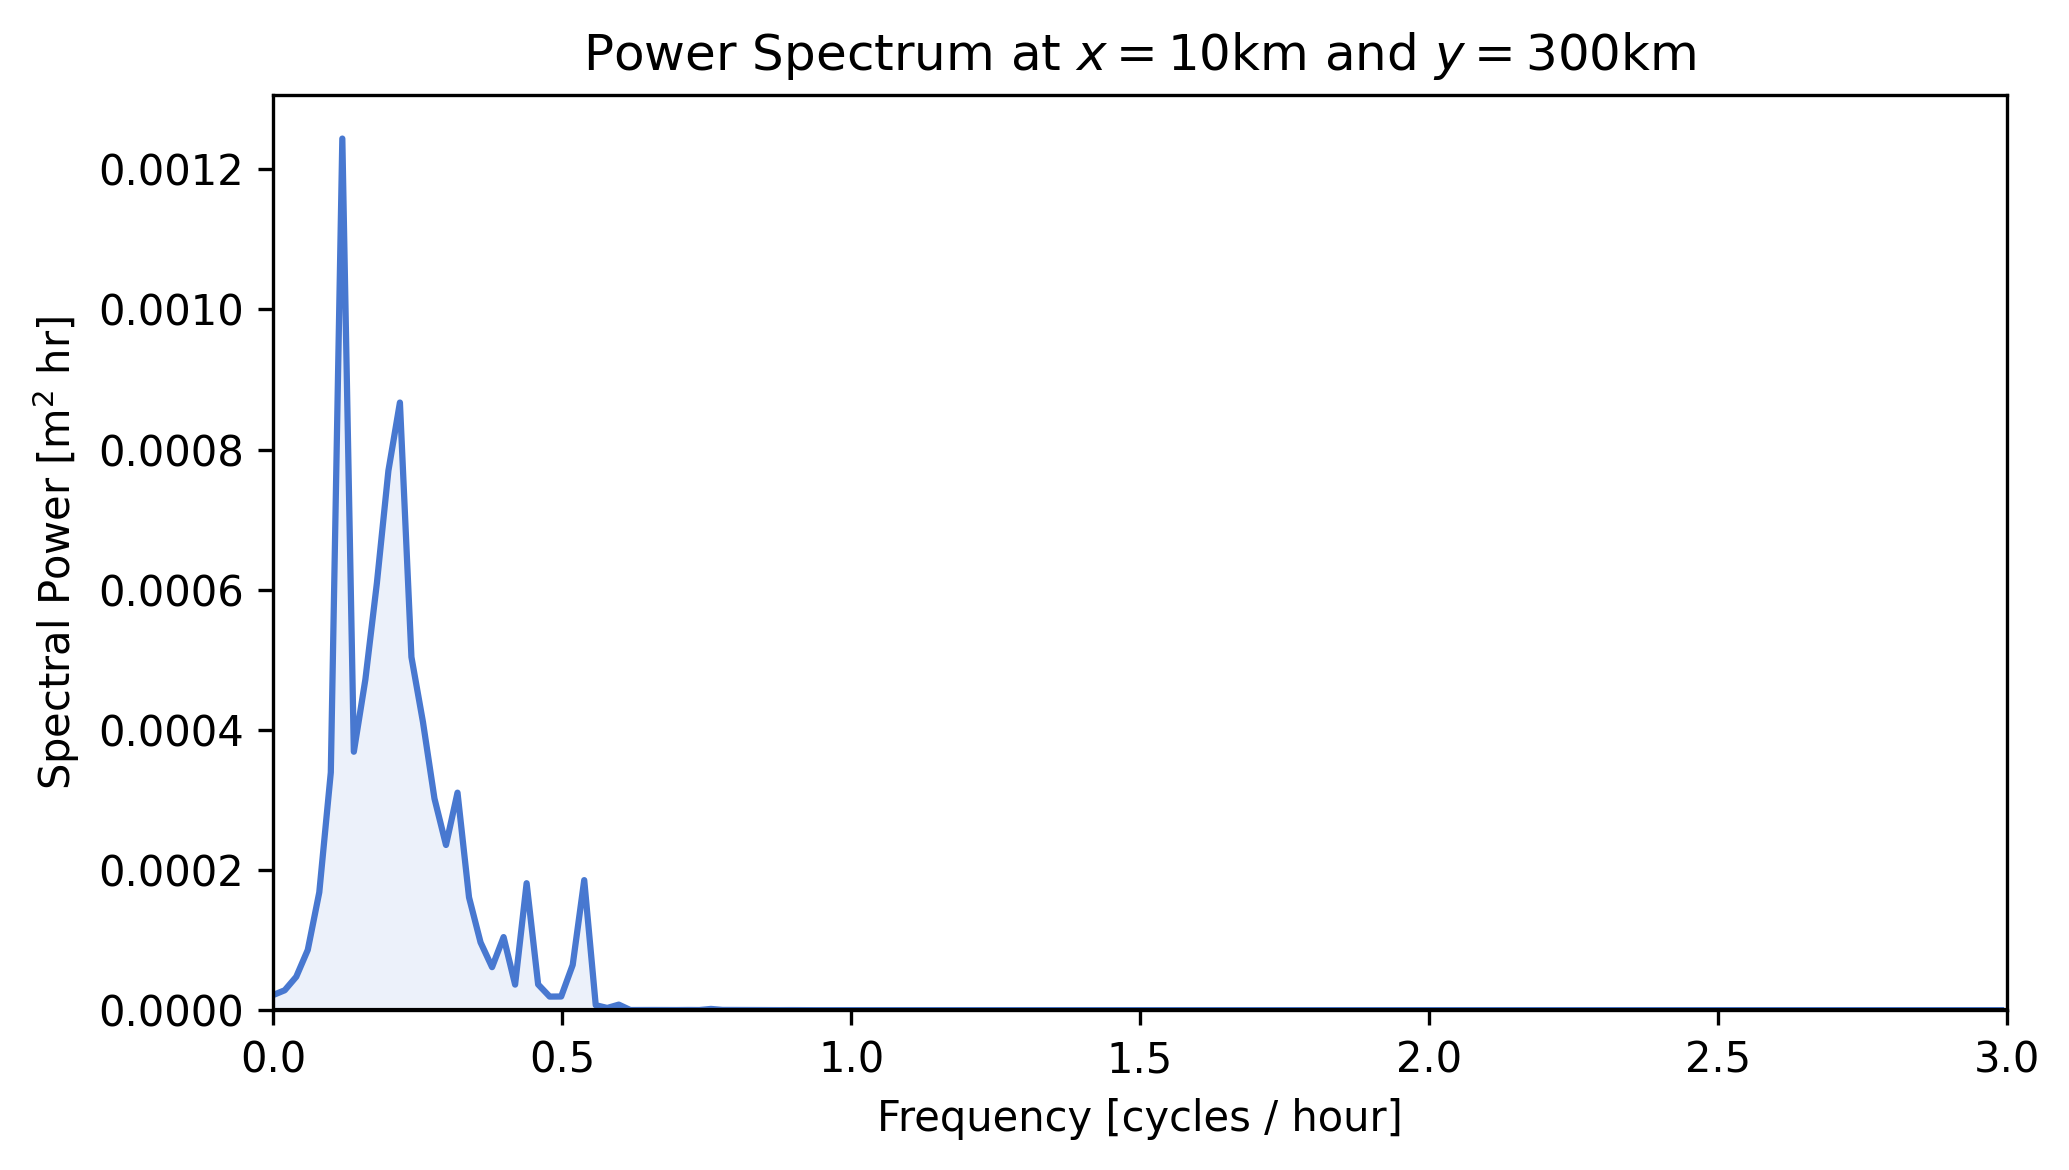 Power Spectrum at x = 10km and y = 300km
Spectral Power [m² hr]
0.0012
0.0010
0.0008
0.0006
0.0004
0.0002
0.0000
0.0 0.5 1.0 1.5 2.0 2.5 3.0
Frequency [cycles / hour]